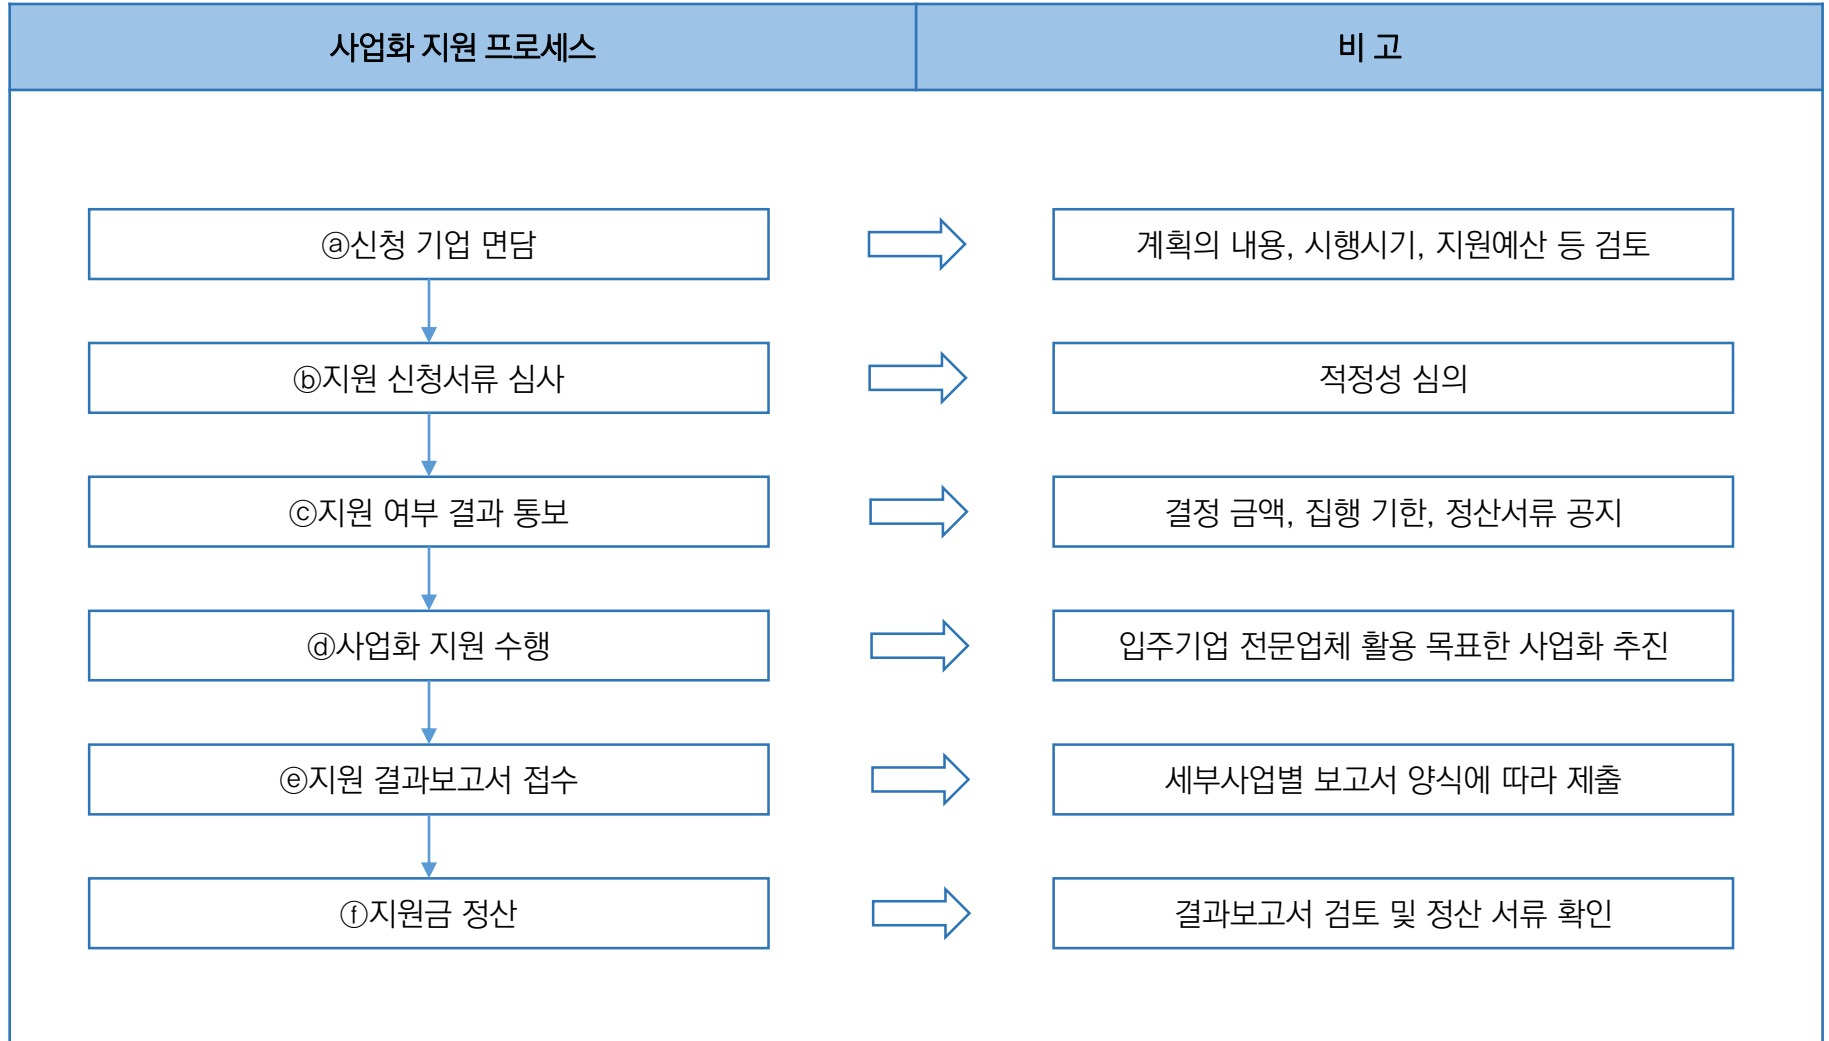 사업화 지원 프로세스
비 고
ⓐ신청 기업 면담
계획의 내용, 시행시기, 지원예산 등 검토
ⓑ지원 신청서류 심사
적정성 심의
ⓒ지원 여부 결과 통보
결정 금액, 집행 기한, 정산서류 공지
ⓓ사업화 지원 수행
입주기업 전문업체 활용 목표한 사업화 추진
ⓔ지원 결과보고서 접수
세부사업별 보고서 양식에 따라 제출
ⓕ지원금 정산
결과보고서 검토 및 정산 서류 확인